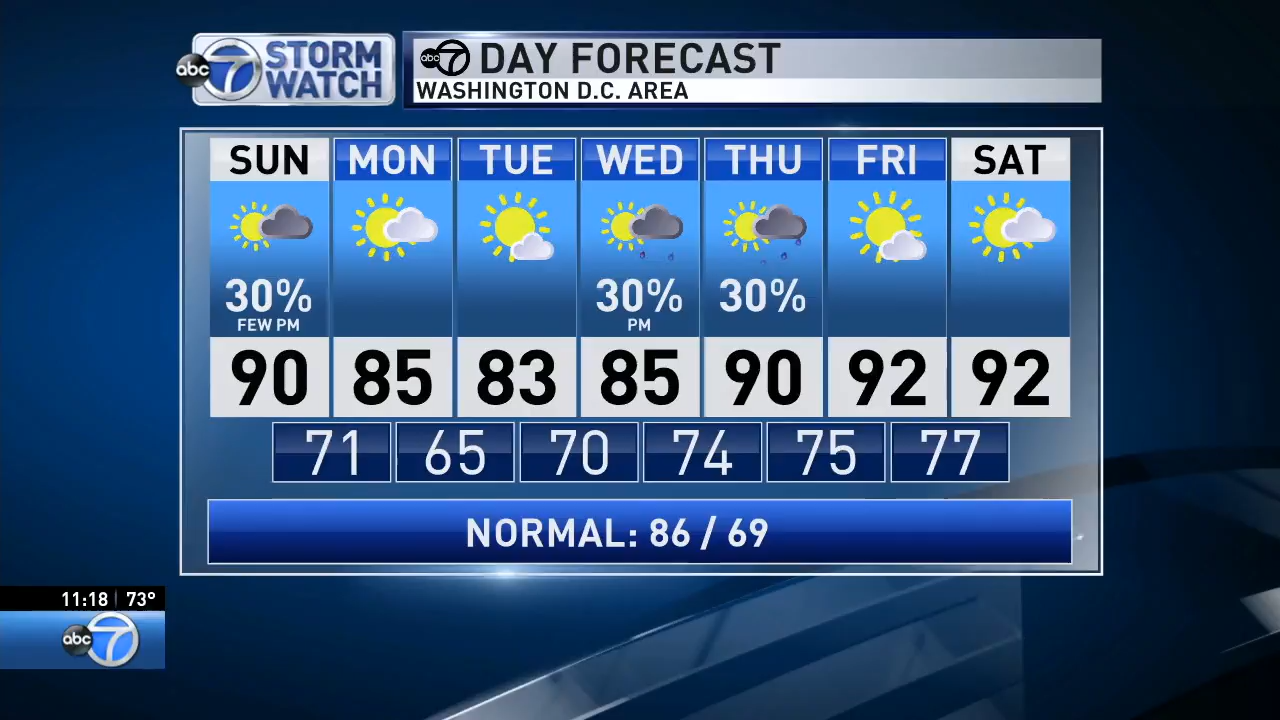 abc 7 STORM WATCH
abc 7 DAY FORECAST
WASHINGTON D.C. AREA
SUN MON TUE WED THU FRI SAT
30% 30% 30%
FEW PM PM
90 85 83 85 90 92 92
71 65 70 74 75 77
NORMAL: 86 / 69
11:18 73°
abc 7